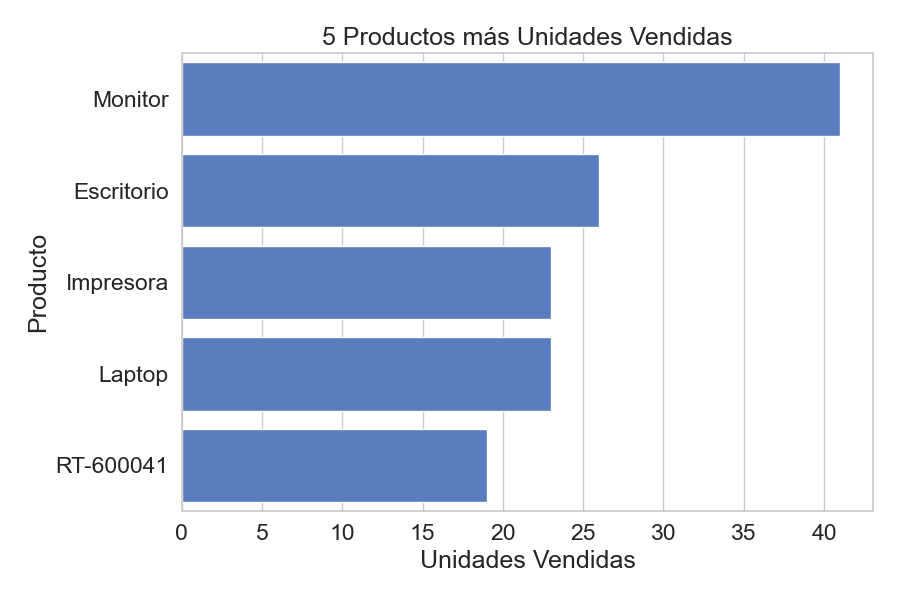 5 Productos más Unidades Vendidas
Producto
Monitor
Escritorio
Impresora
Laptop
RT-600041
0 5 10 15 20 25 30 35 40
Unidades Vendidas